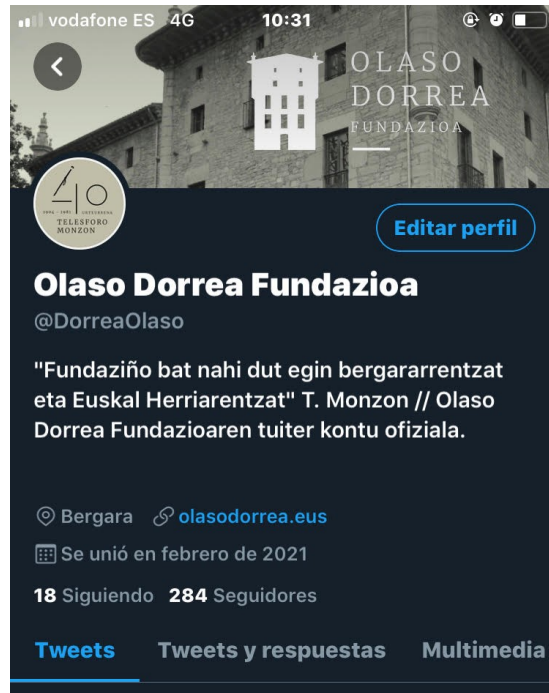 vodafone ES 4G 10:31
OLASO
DORREA
FUNDAZIOA
40
TELESFORO
MONZON
Editar perfil
Olaso Dorrea Fundazioa
@DorreaOlaso
"Fundaziño bat nahi dut egin bergararrentzat
eta Euskal Herriarentzat" T. Monzon // Olaso
Dorrea Fundazioaren tuiter kontu ofiziala.
Bergara olasodorrea.eus
Se unió en febrero de 2021
18 Siguiendo 284 Seguidores
Tweets Tweets y respuestas Multimedia